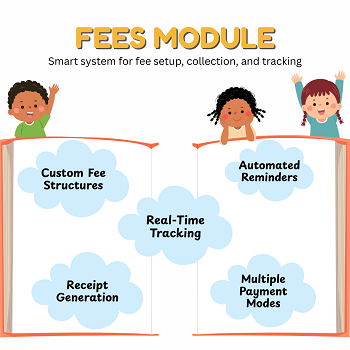 FEES MODULE
Smart system for fee setup, collection, and tracking
Custom Fee
Structures
Automated
Reminders
Real-Time
Tracking
Receipt
Generation
Multiple
Payment
Modes